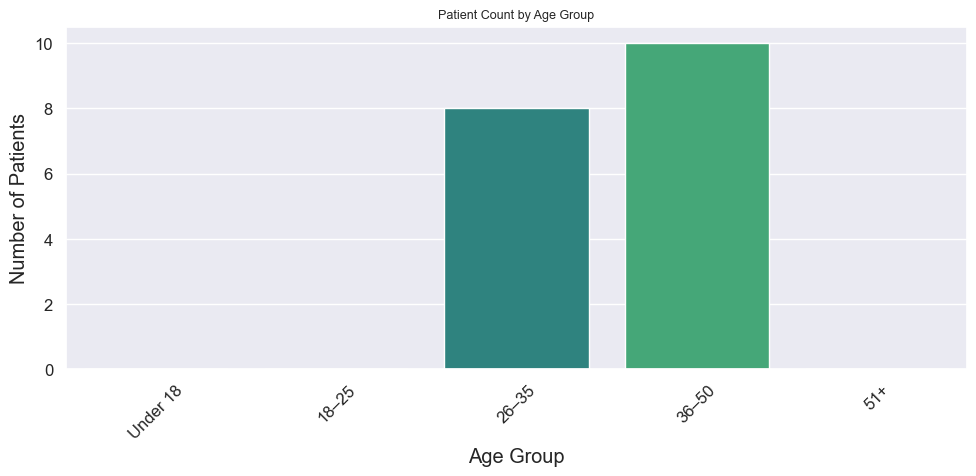 Patient Count by Age Group
Number of Patients
10
8
6
4
2
0
Under 18
18–25
26–35
36–50
51+
Age Group